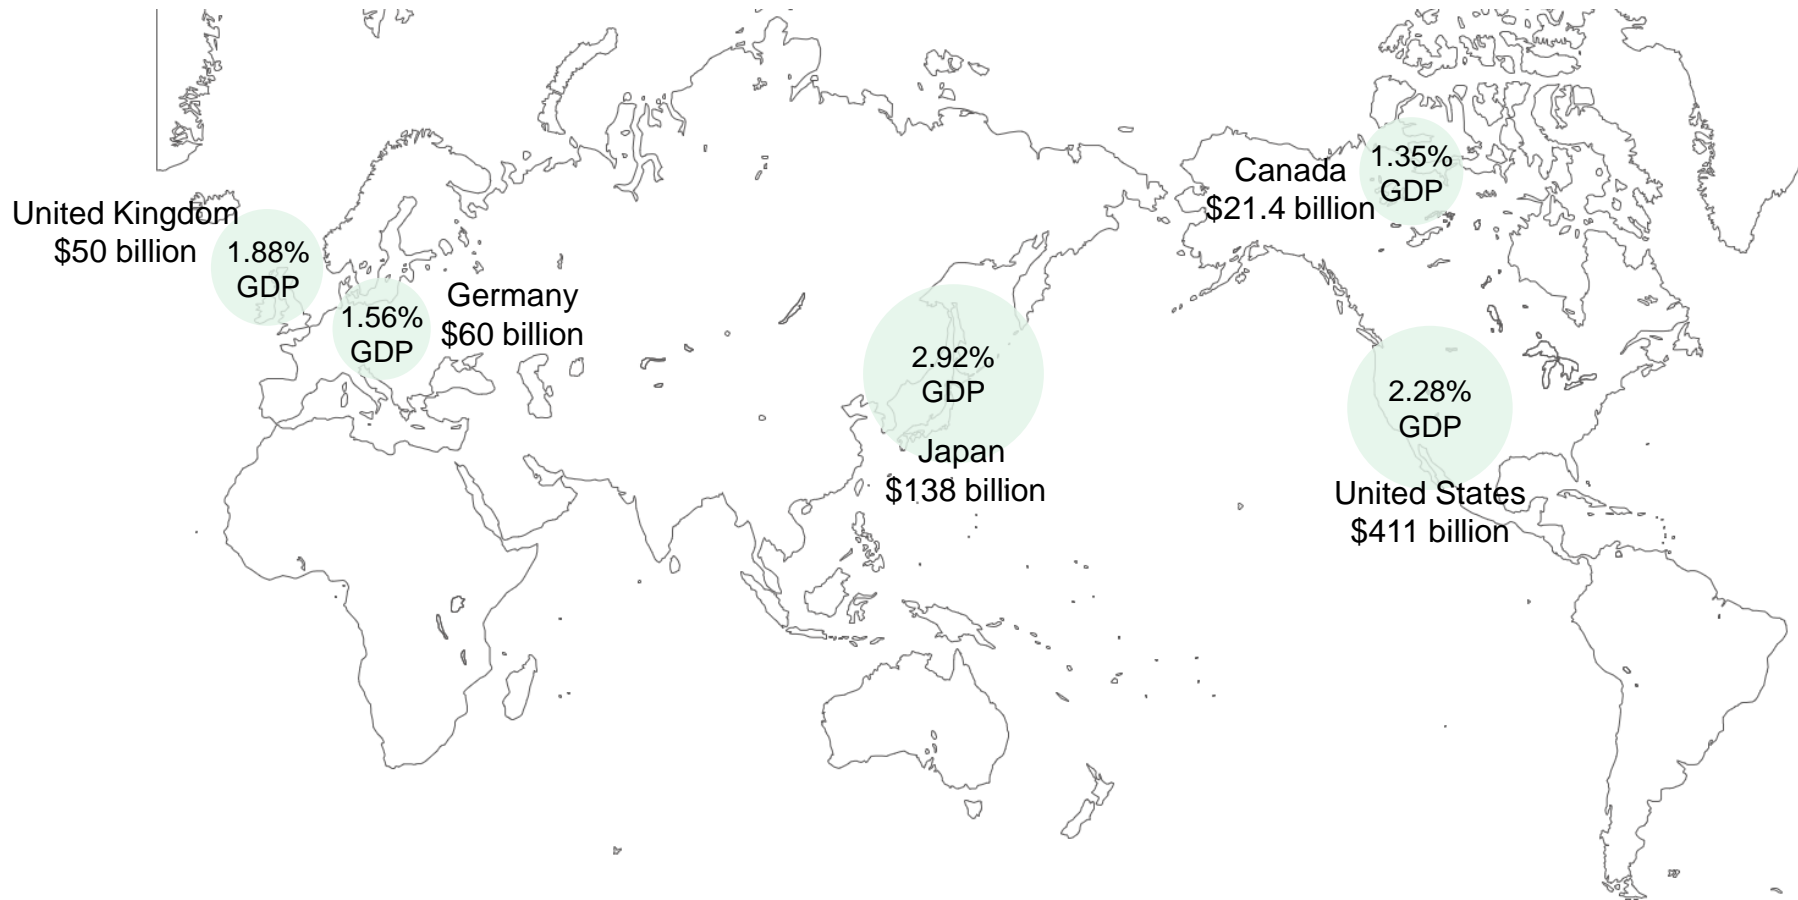 United Kingdom
$50 billion
1.88%
GDP
1.56%
GDP
Germany
$60 billion
2.92%
GDP
Japan
$138 billion
Canada
$21.4 billion
1.35%
GDP
2.28%
GDP
United States
$411 billion